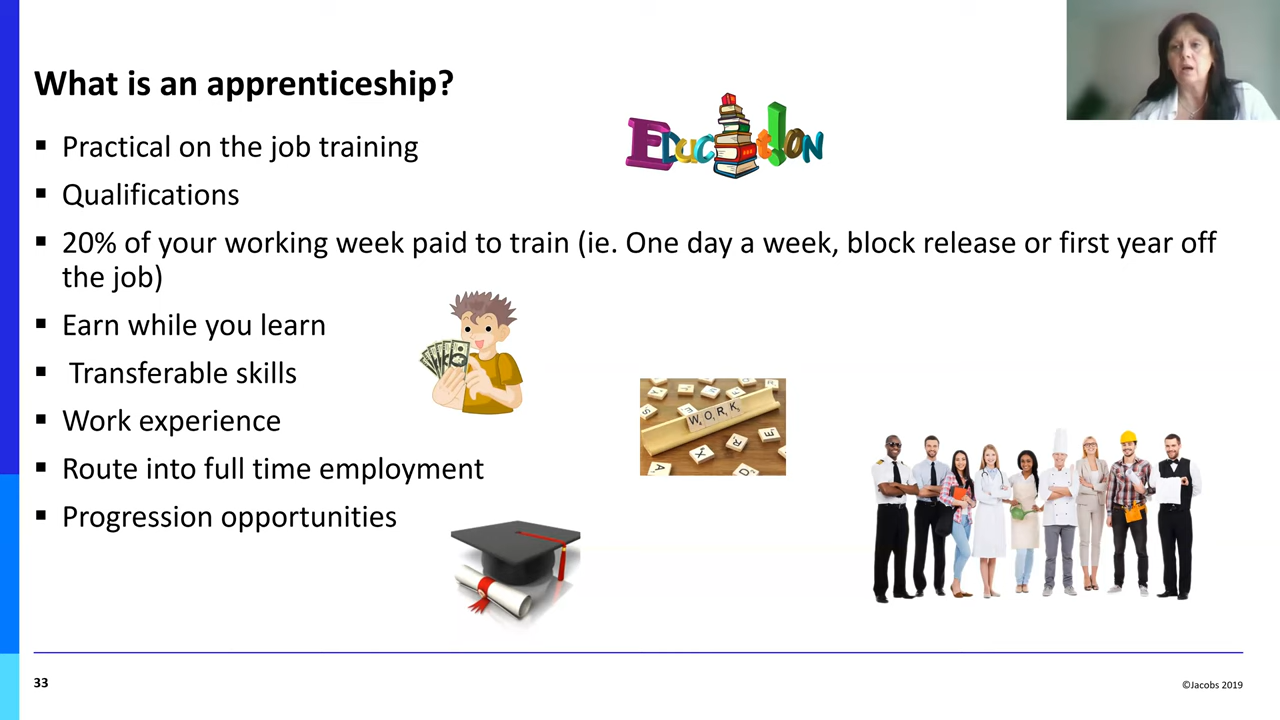 What is an apprenticeship?
EDUCATION
▪ Practical on the job training
▪ Qualifications
▪ 20% of your working week paid to train (ie. One day a week, block release or first year off
the job)
▪ Earn while you learn
▪ Transferable skills
▪ Work experience
▪ Route into full time employment
▪ Progression opportunities
WORK
33
©Jacobs 2019